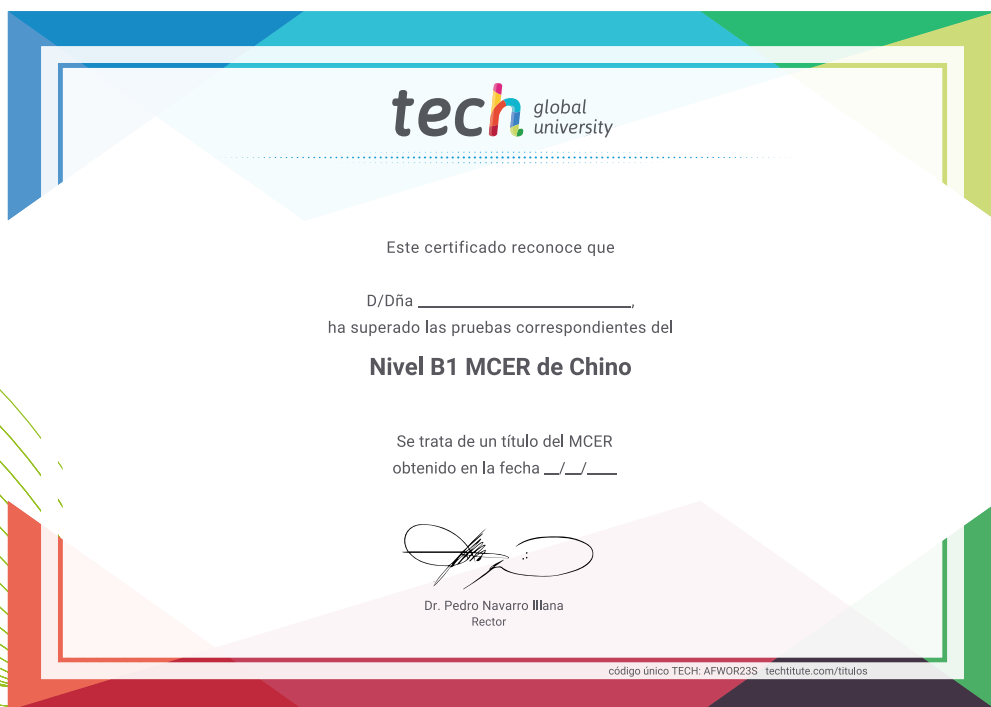 tech global university
Este certificado reconoce que
D/Dña ____________________,
ha superado las pruebas correspondientes del
Nivel B1 MCER de Chino
Se trata de un título del MCER
obtenido en la fecha __/__/____
Dr. Pedro Navarro Illana
Rector
código único TECH: AFWOR23S techtitute.com/titulos